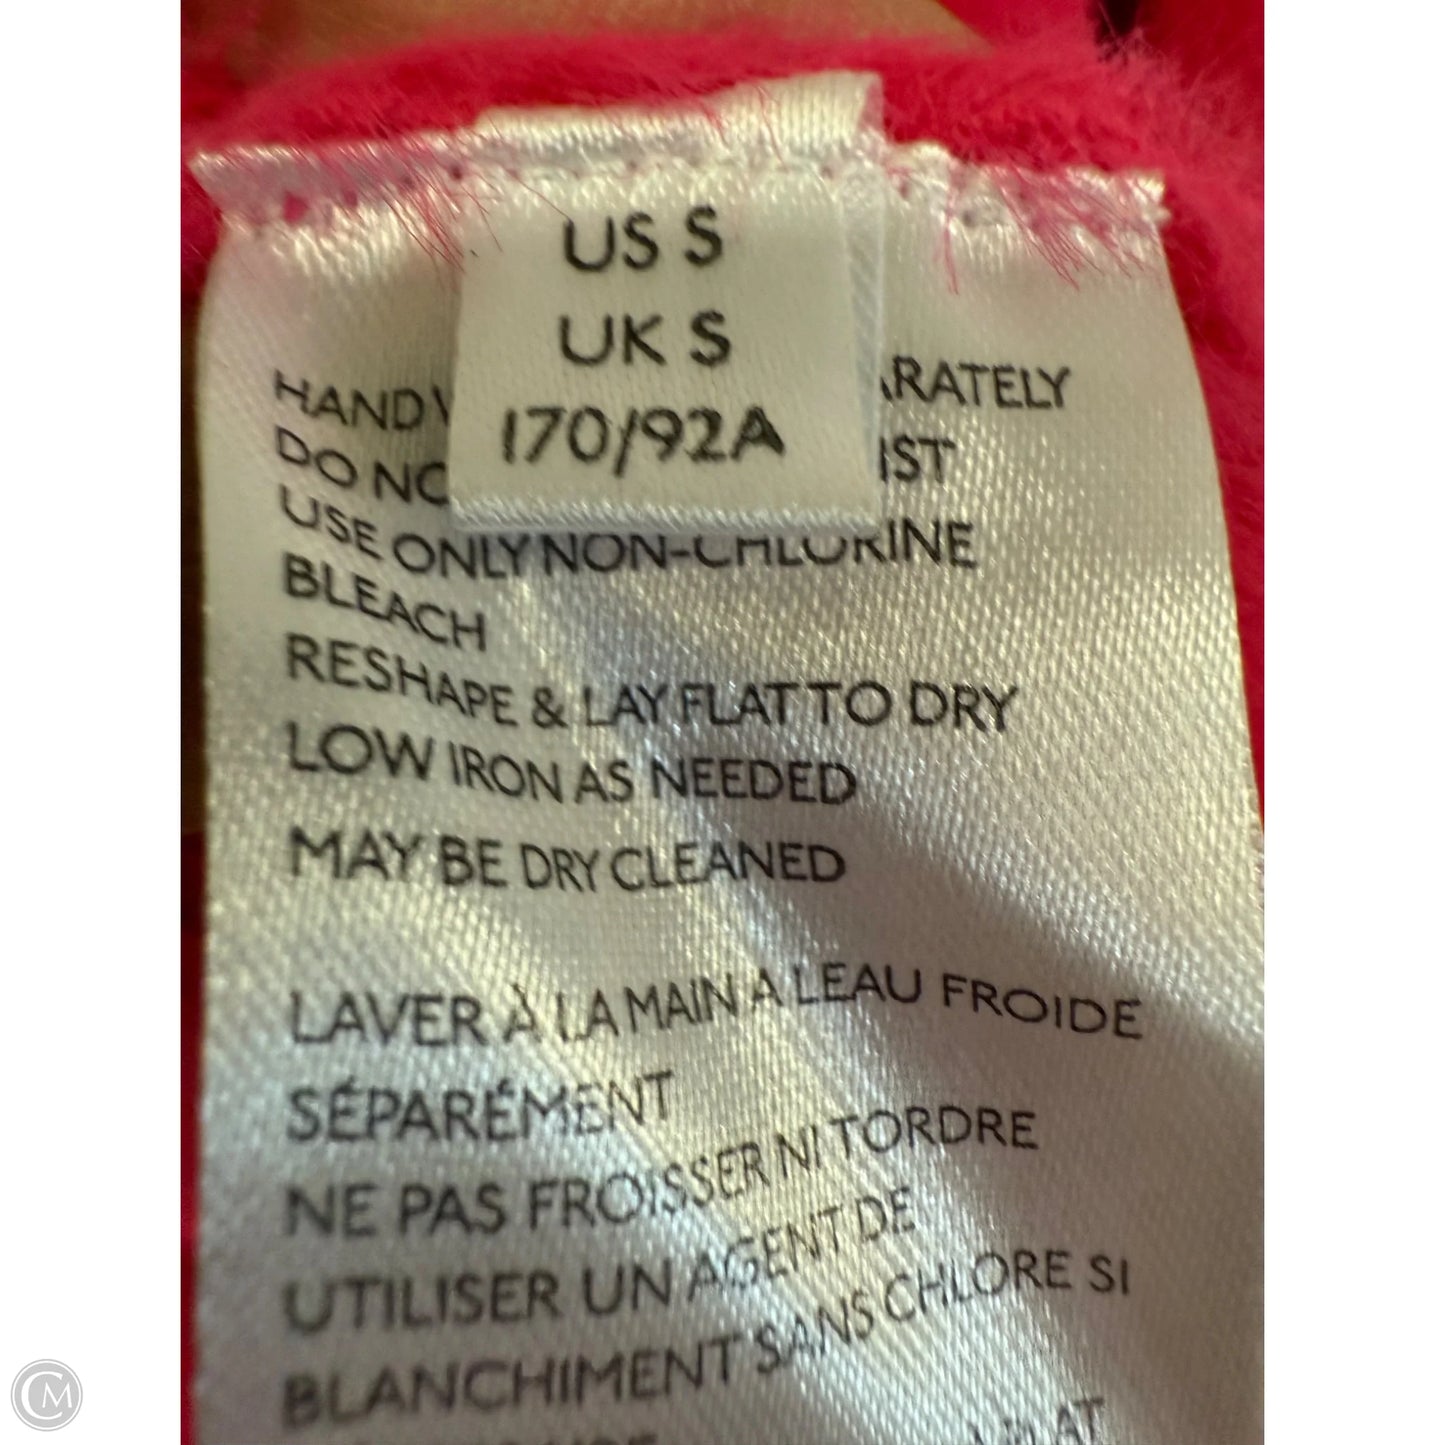 US S
UK S
170/92A
HAND
RATELY
DO NO
IST
USE ONLY NON-CHLORINE
BLEACH
RESHAPE & LAY FLAT TO DRY
LOW IRON AS NEEDED
MAY BE DRY CLEANED
LAVER À LA MAIN A LEAU FROIDE
SÉPARÉMENT
NE PAS FROISSER NI TORDRE
UTILISER UN AGENT DE
BLANCHIMENT SANS CHLORE SI
CM